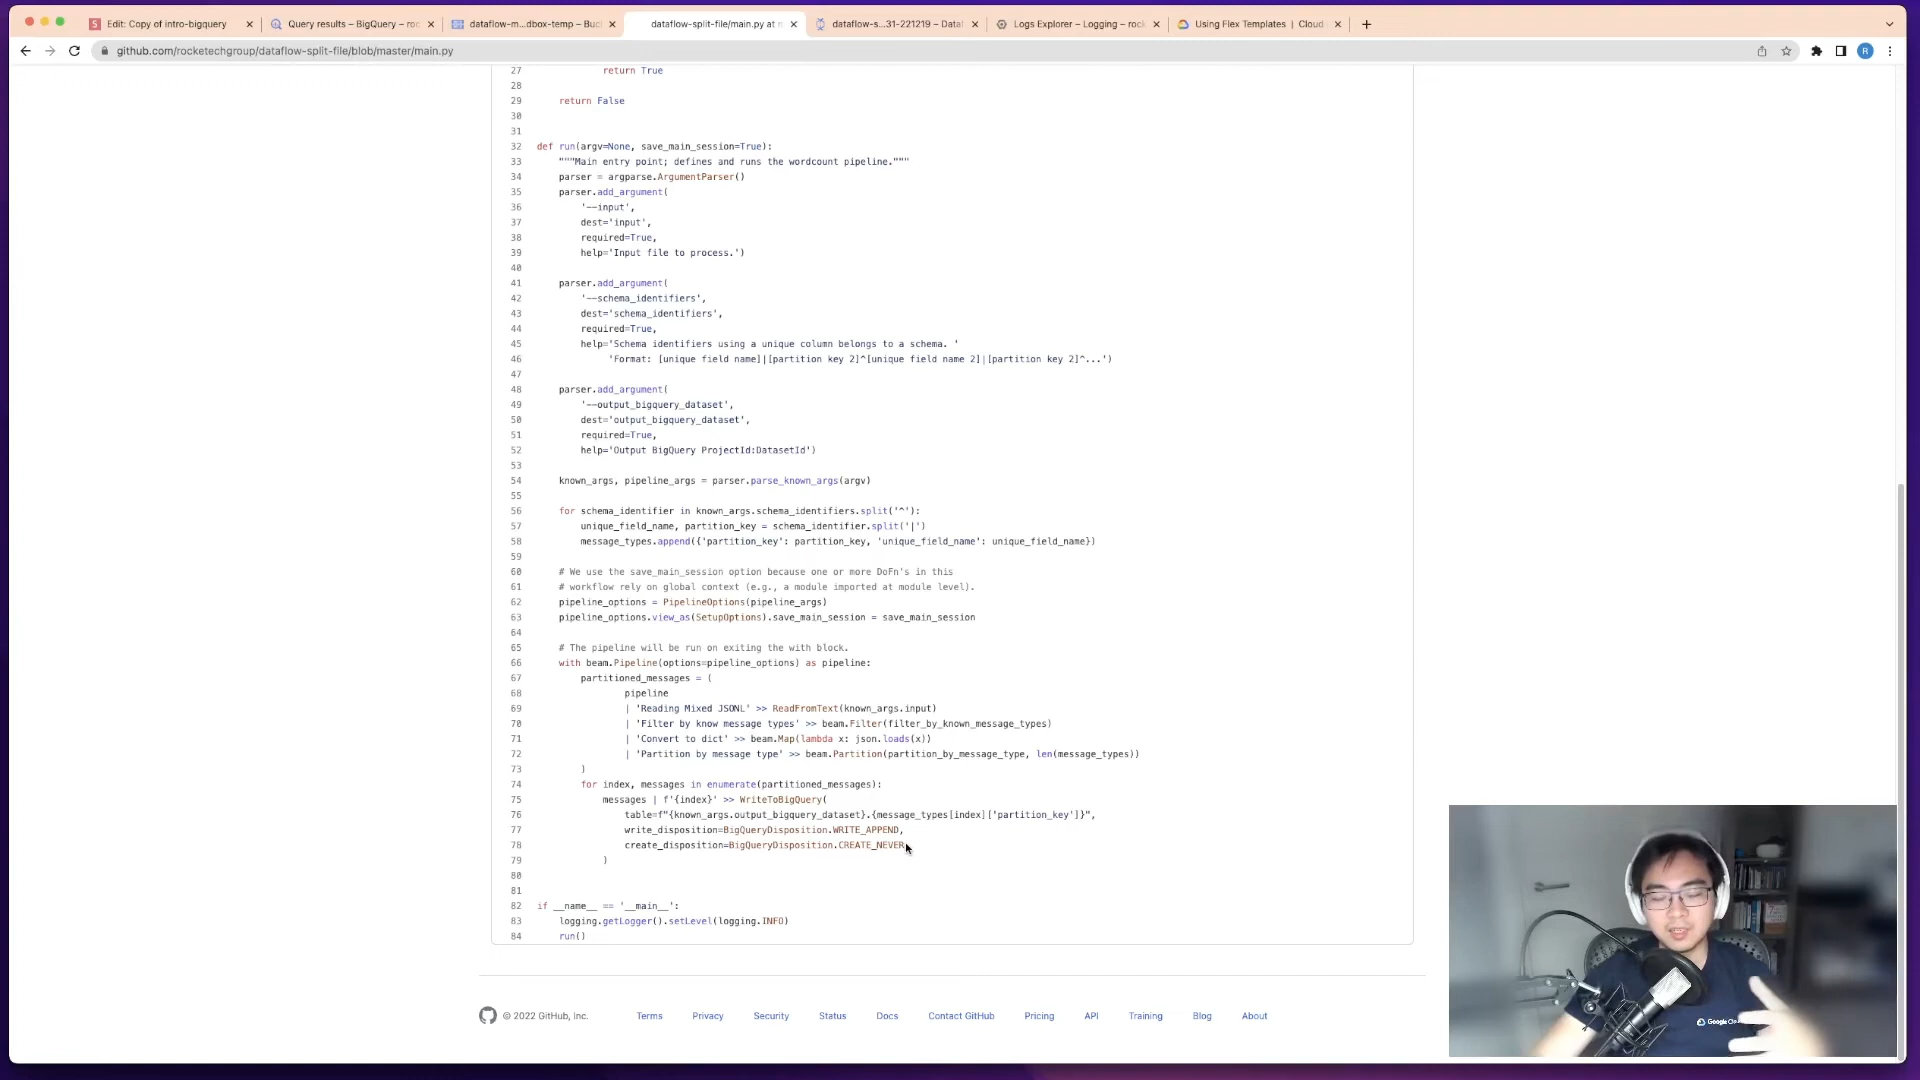 Edit: Copy of intro-bigquery
Query results – BigQuery – roc
dataflow-m...dbox-temp – Buc
dataflow-split-file/main.py at m
dataflow-s...31-221219 – Dataf
Logs Explorer – Logging – rock
Using Flex Templates | Cloud
github.com/rocketechgroup/dataflow-split-file/blob/master/main.py
R
27 return True
28
29 return False
30
31
32 def run(argv=None, save_main_session=True):
33 """Main entry point; defines and runs the wordcount pipeline."""
34 parser = argparse.ArgumentParser()
35 parser.add_argument(
36 '--input',
37 dest='input',
38 required=True,
39 help='Input file to process.')
40
41 parser.add_argument(
42 '--schema_identifiers',
43 dest='schema_identifiers',
44 required=True,
45 help='Schema identifiers using a unique column belongs to a schema. '
46 'Format: [unique field name]|[partition key 2]^[unique field name 2]|[partition key 2]^...')
47
48 parser.add_argument(
49 '--output_bigquery_dataset',
50 dest='output_bigquery_dataset',
51 required=True,
52 help='Output BigQuery ProjectId:DatasetId')
53
54 known_args, pipeline_args = parser.parse_known_args(argv)
55
56 for schema_identifier in known_args.schema_identifiers.split('^'):
57 unique_field_name, partition_key = schema_identifier.split('|')
58 message_types.append({'partition_key': partition_key, 'unique_field_name': unique_field_name})
59
60 # We use the save_main_session option because one or more DoFn's in this
61 # workflow rely on global context (e.g., a module imported at module level).
62 pipeline_options = PipelineOptions(pipeline_args)
63 pipeline_options.view_as(SetupOptions).save_main_session = save_main_session
64
65 # The pipeline will be run on exiting the with block.
66 with beam.Pipeline(options=pipeline_options) as pipeline:
67 partitioned_messages = (
68 pipeline
69 | 'Reading Mixed JSONL' >> ReadFromText(known_args.input)
70 | 'Filter by know message types' >> beam.Filter(filter_by_known_message_types)
71 | 'Convert to dict' >> beam.Map(lambda x: json.loads(x))
72 | 'Partition by message type' >> beam.Partition(partition_by_message_type, len(message_types))
73 )
74 for index, messages in enumerate(partitioned_messages):
75 messages | f'{index}' >> WriteToBigQuery(
76 table=f"{known_args.output_bigquery_dataset}.{message_types[index]['partition_key']}",
77 write_disposition=BigQueryDisposition.WRITE_APPEND,
78 create_disposition=BigQueryDisposition.CREATE_NEVER
79 )
80
81
82 if __name__ == '__main__':
83 logging.getLogger().setLevel(logging.INFO)
84 run()
© 2022 GitHub, Inc. Terms Privacy Security Status Docs Contact GitHub Pricing API Training Blog About